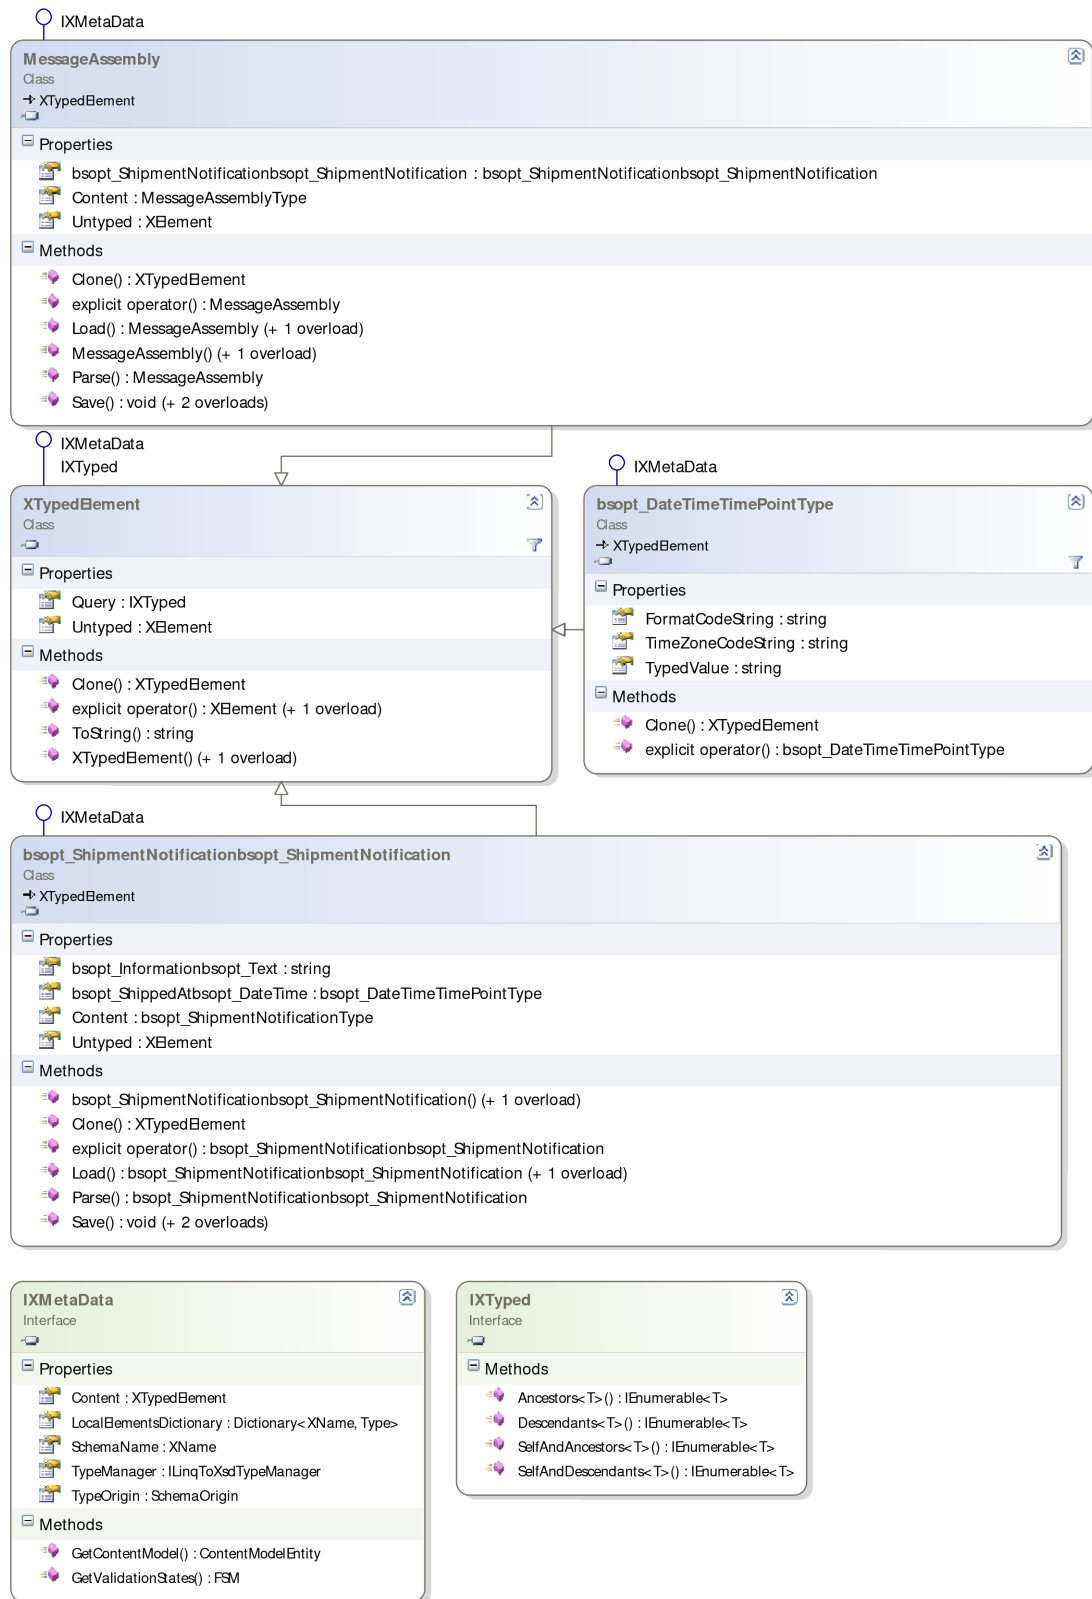 IXMetaData
MessageAssembly
Class
XTypedElement
Properties
bsopt_ShipmentNotificationbsopt_ShipmentNotification : bsopt_ShipmentNotificationbsopt_ShipmentNotification
Content : MessageAssemblyType
Untyped : XElement
Methods
Clone() : XTypedElement
explicit operator() : MessageAssembly
Load() : MessageAssembly (+ 1 overload)
MessageAssembly() (+ 1 overload)
Parse() : MessageAssembly
Save() : void (+ 2 overloads)
IXMetaData
IXTyped
XTypedElement
Class
Properties
Query : IXTyped
Untyped : XElement
Methods
Clone() : XTypedElement
explicit operator() : XElement (+ 1 overload)
ToString() : string
XTypedElement() (+ 1 overload)
IXMetaData
bsopt_DateTimeTimePointType
Class
XTypedElement
Properties
FormatCodeString : string
TimeZoneCodeString : string
TypedValue : string
Methods
Clone() : XTypedElement
explicit operator() : bsopt_DateTimeTimePointType
IXMetaData
bsopt_ShipmentNotificationbsopt_ShipmentNotification
Class
XTypedElement
Properties
bsopt_Informationbsopt_Text : string
bsopt_ShippedAtbsopt_DateTime : bsopt_DateTimeTimePointType
Content : bsopt_ShipmentNotificationType
Untyped : XElement
Methods
bsopt_ShipmentNotificationbsopt_ShipmentNotification() (+ 1 overload)
Clone() : XTypedElement
explicit operator() : bsopt_ShipmentNotificationbsopt_ShipmentNotification
Load() : bsopt_ShipmentNotificationbsopt_ShipmentNotification (+ 1 overload)
Parse() : bsopt_ShipmentNotificationbsopt_ShipmentNotification
Save() : void (+ 2 overloads)
IXMetaData
Interface
Properties
Content : XTypedElement
LocalElementsDictionary : Dictionary<XName, Type>
SchemaName : XName
TypeManager : ILinqToXsdTypeManager
TypeOrigin : SchemaOrigin
Methods
GetContentModel() : ContentModelEntity
GetValidationStates() : FSM
IXTyped
Interface
Methods
Ancestors<T>() : IEnumerable<T>
Descendants<T>() : IEnumerable<T>
SelfAndAncestors<T>() : IEnumerable<T>
SelfAndDescendants<T>() : IEnumerable<T>